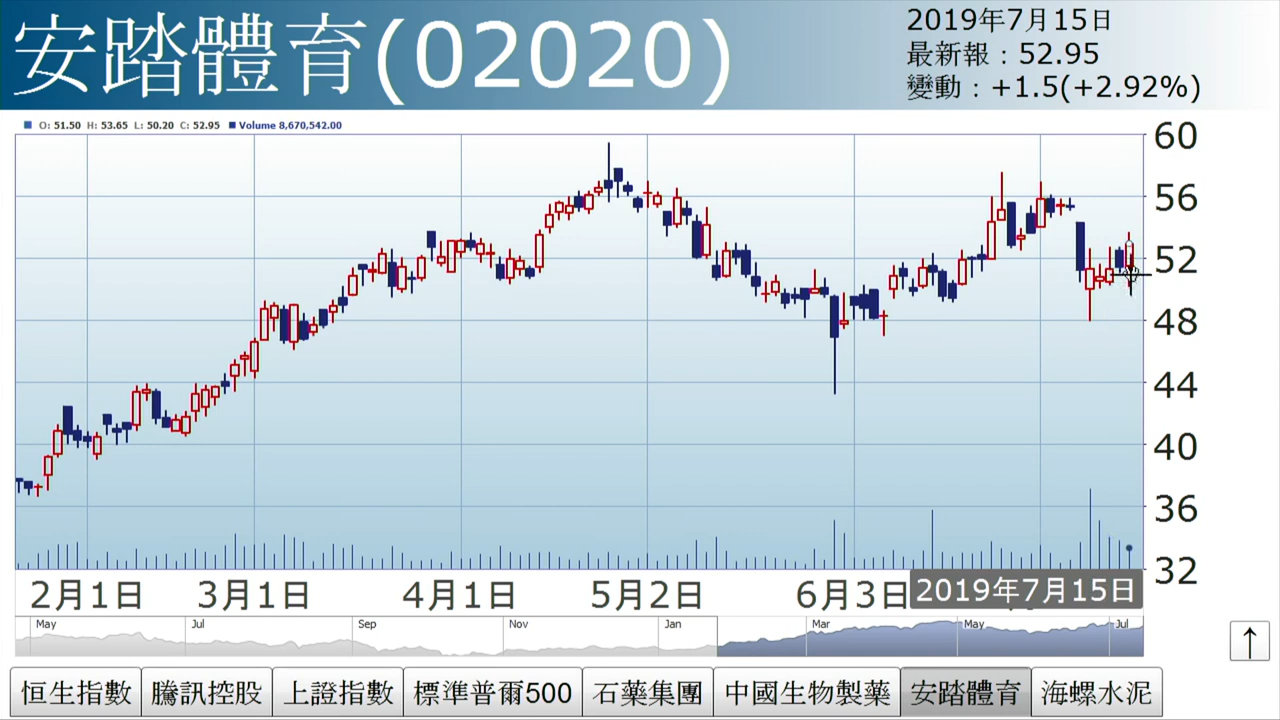 安踏體育(02020)
2019年7月15日
最新報：52.95
變動：+1.5(+2.92%)
O: 51.50 H: 53.65 L: 50.20 C: 52.95 Volume 8,670,542.00
60
56
52
48
44
40
36
32
2月1日 3月1日 4月1日 5月2日 6月3日 2019年7月15日
May Jul Sep Nov Jan Mar May Jul
↑
恒生指數 騰訊控股 上證指數 標準普爾500 石藥集團 中國生物製藥 安踏體育 海螺水泥